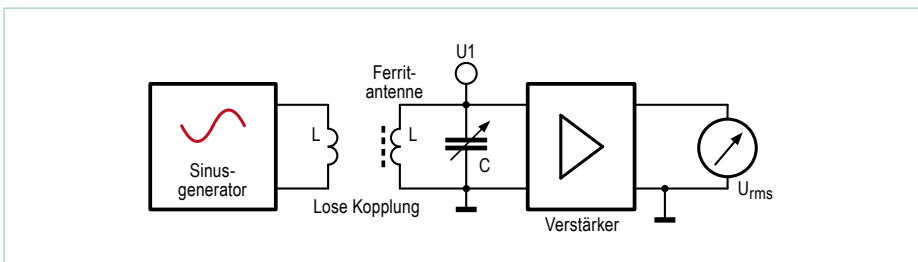 U1
Ferrit-
antenne
L
L
C
Sinus-
generator
Lose Kopplung
Verstärker
Urms